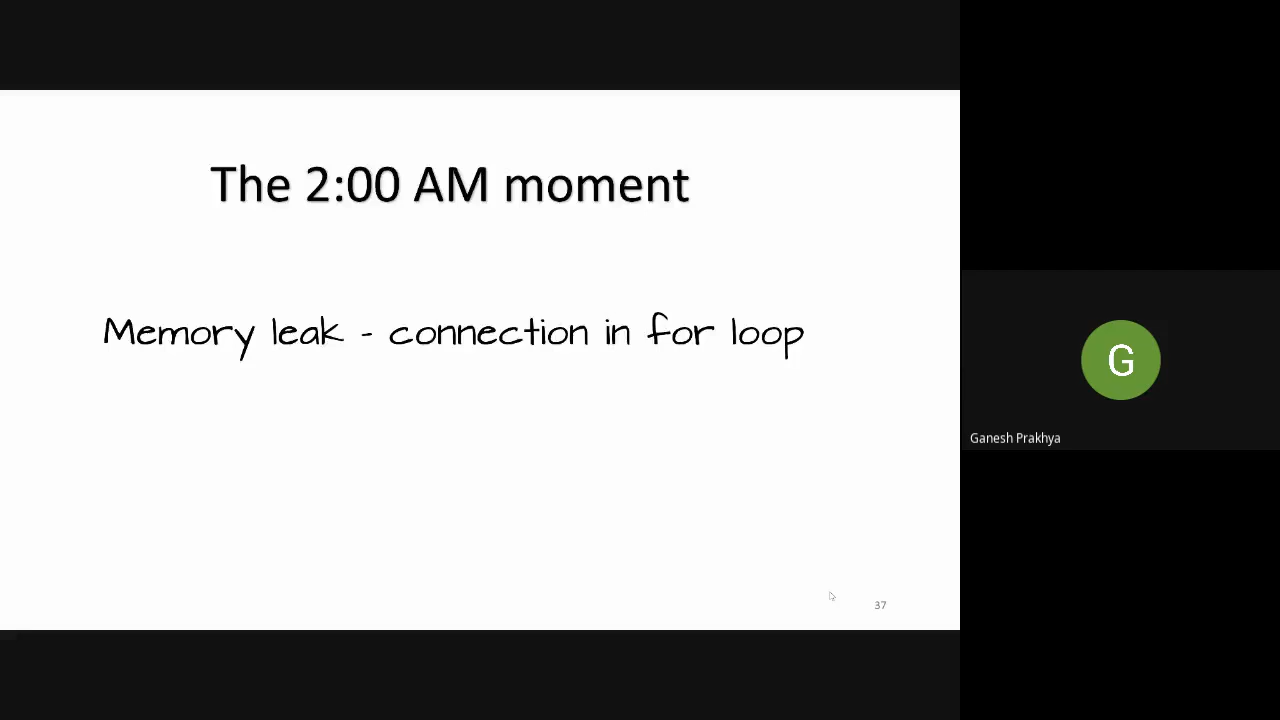 The 2:00 AM moment
Memory leak - connection in for loop
37
G
Ganesh Prakhya